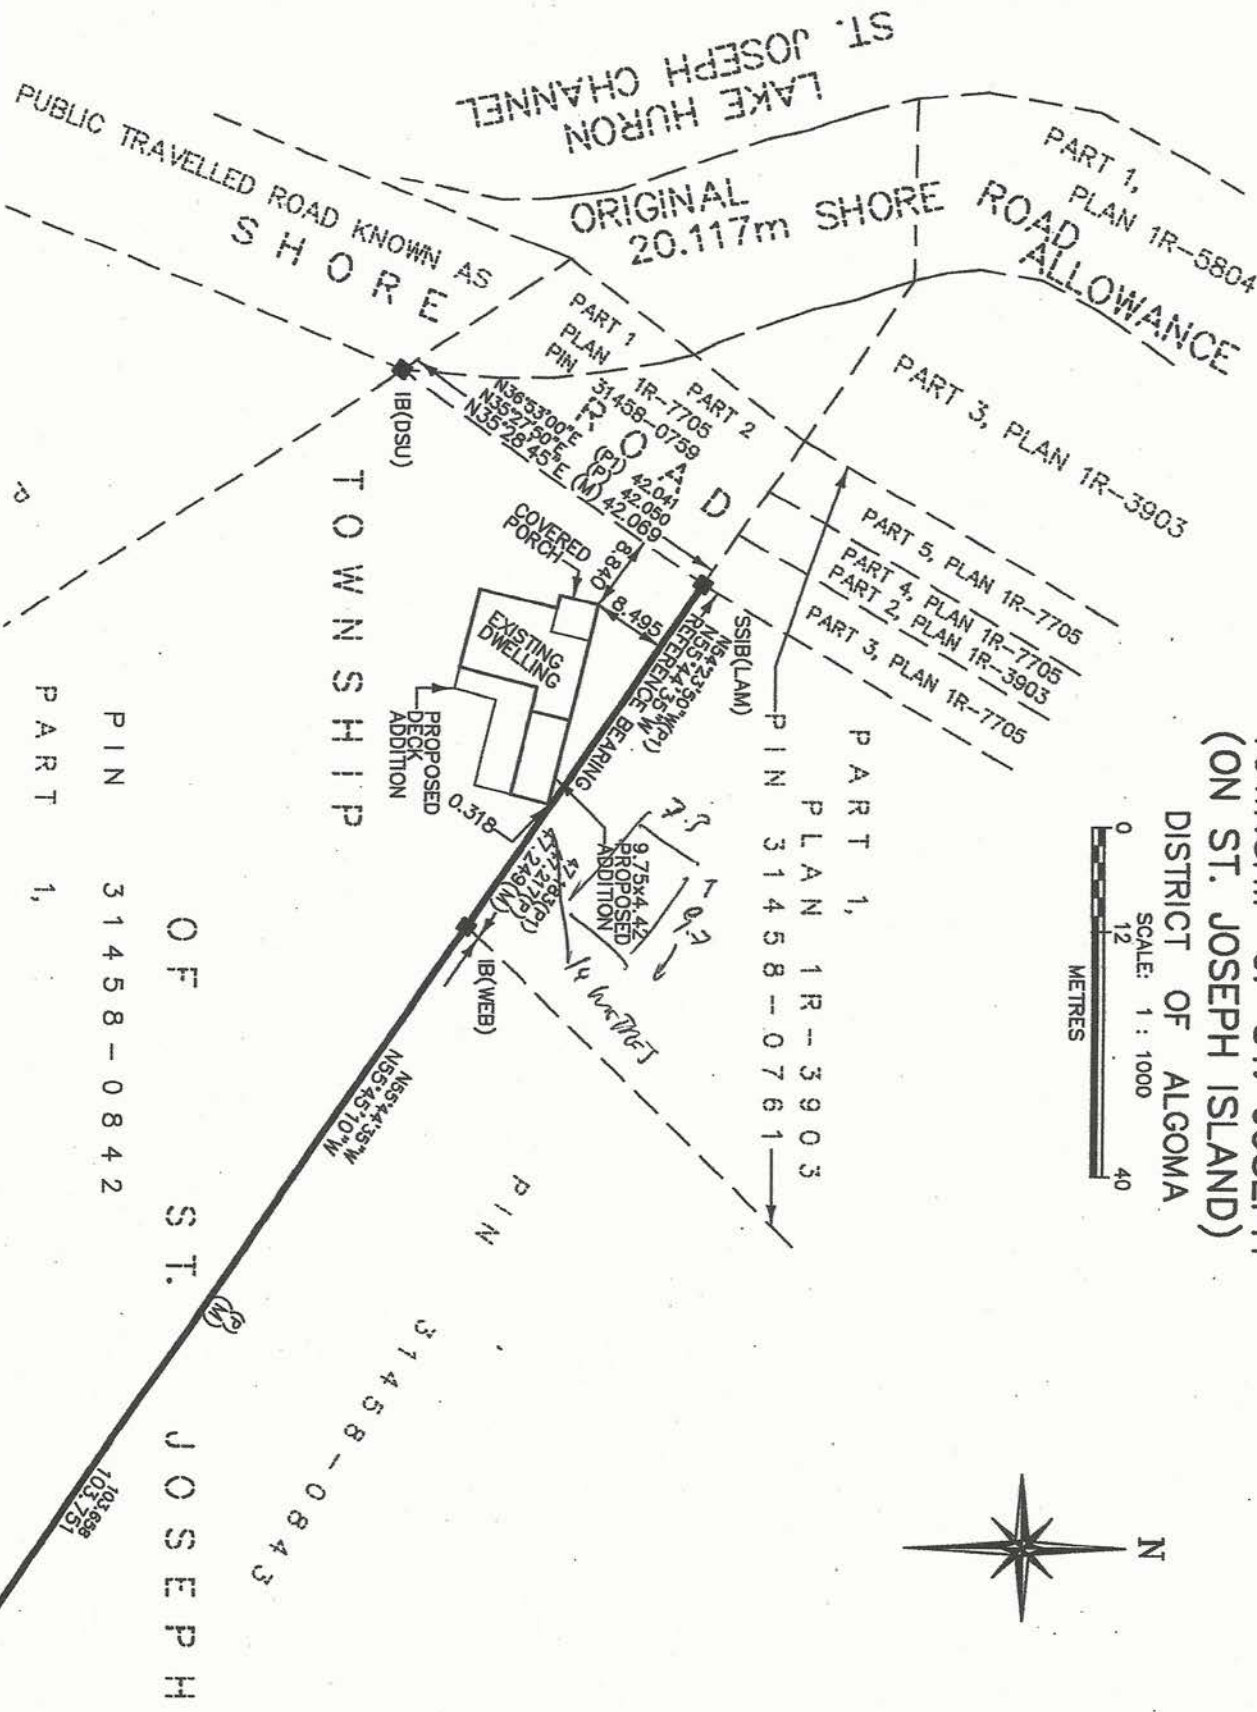 (ON ST. JOSEPH ISLAND)
DISTRICT OF ALGOMA
SCALE: 1 : 1000
0 12 40
METRES
N
ST. JOSEPH CHANNEL
LAKE HURON
PUBLIC TRAVELLED ROAD KNOWN AS
SHORE
ROAD
ORIGINAL
20.117m SHORE ROAD ALLOWANCE
PART 1,
PLAN 1R-5804
PART 3, PLAN 1R-3903
PART 1
PLAN 1R-7705
PIN 31458-0759
PART 2
N36°53'00"E (P1) 42.041
N35°27'50"E (P) 42.050
N35°28'45"E (M) 42.069
IB(DSU)
PART 5, PLAN 1R-7705
PART 4, PLAN 1R-7705
PART 2, PLAN 1R-3903
PART 3, PLAN 1R-7705
SSIB(LAM)
N54°23'50"W(P1)
N55°44'35"W
REFERENCE BEARING
COVERED
PORCH
8.840
8.495
EXISTING
DWELLING
PROPOSED
DECK
ADDITION
0.318
9.75x4.42
PROPOSED
ADDITION
47.183(P1)
47.217(P)
47.249(M)
IB(WEB)
PART 1,
PLAN 1R-3903
PIN 31458-0761
N55°44'35"W
N55°45'10"W
(P)
(M)
103.658
103.751
PIN 31458-0843
PIN 31458-0842
PART 1,
TOWNSHIP OF ST. JOSEPH